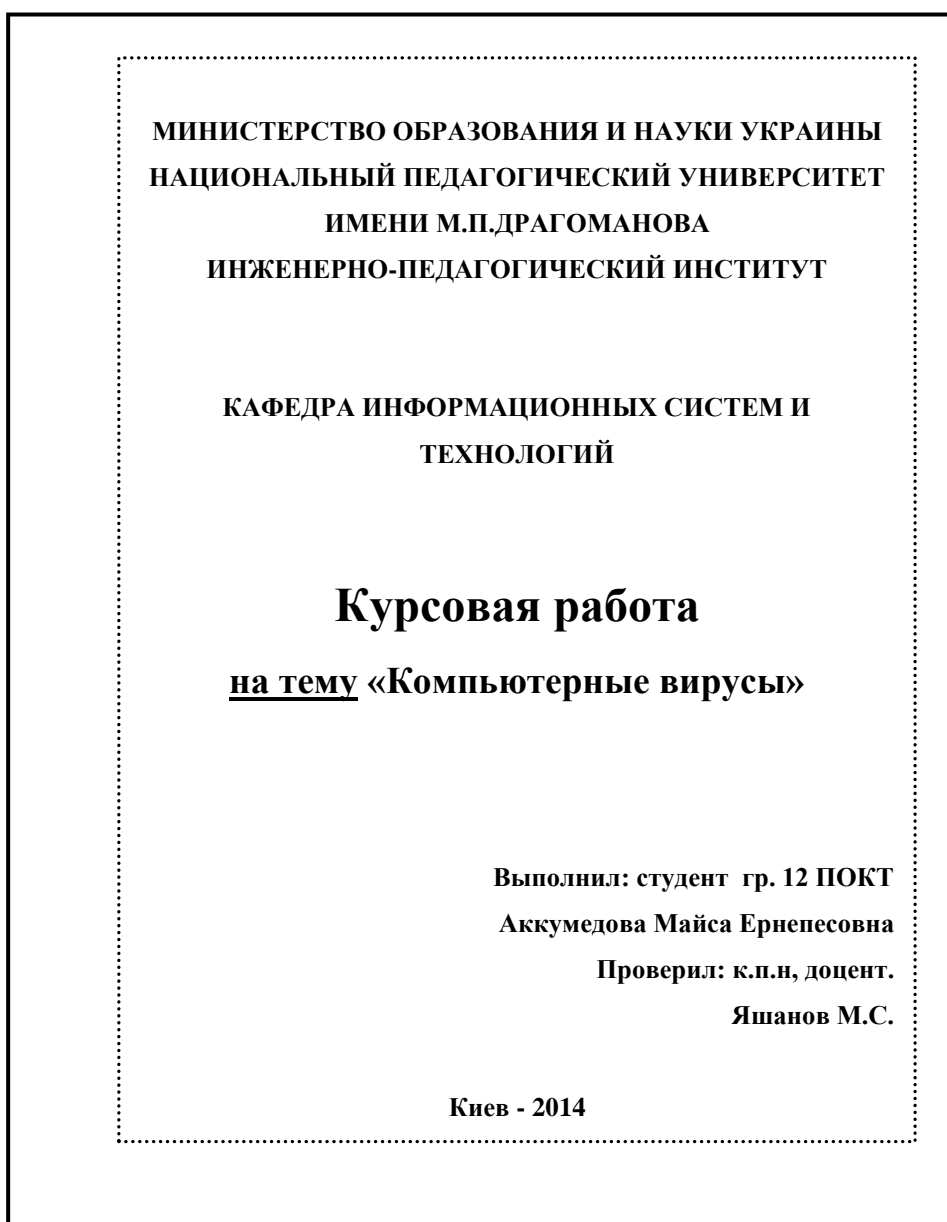 МИНИСТЕРСТВО ОБРАЗОВАНИЯ И НАУКИ УКРАИНЫ
НАЦИОНАЛЬНЫЙ ПЕДАГОГИЧЕСКИЙ УНИВЕРСИТЕТ
ИМЕНИ М.П.ДРАГОМАНОВА
ИНЖЕНЕРНО-ПЕДАГОГИЧЕСКИЙ ИНСТИТУТ
КАФЕДРА ИНФОРМАЦИОННЫХ СИСТЕМ И
ТЕХНОЛОГИЙ
Курсовая работа
на тему «Компьютерные вирусы»
Выполнил: студент гр. 12 ПОКТ
Аккумедова Майса Ернепесовна
Проверил: к.п.н, доцент.
Яшанов М.С.
Киев - 2014